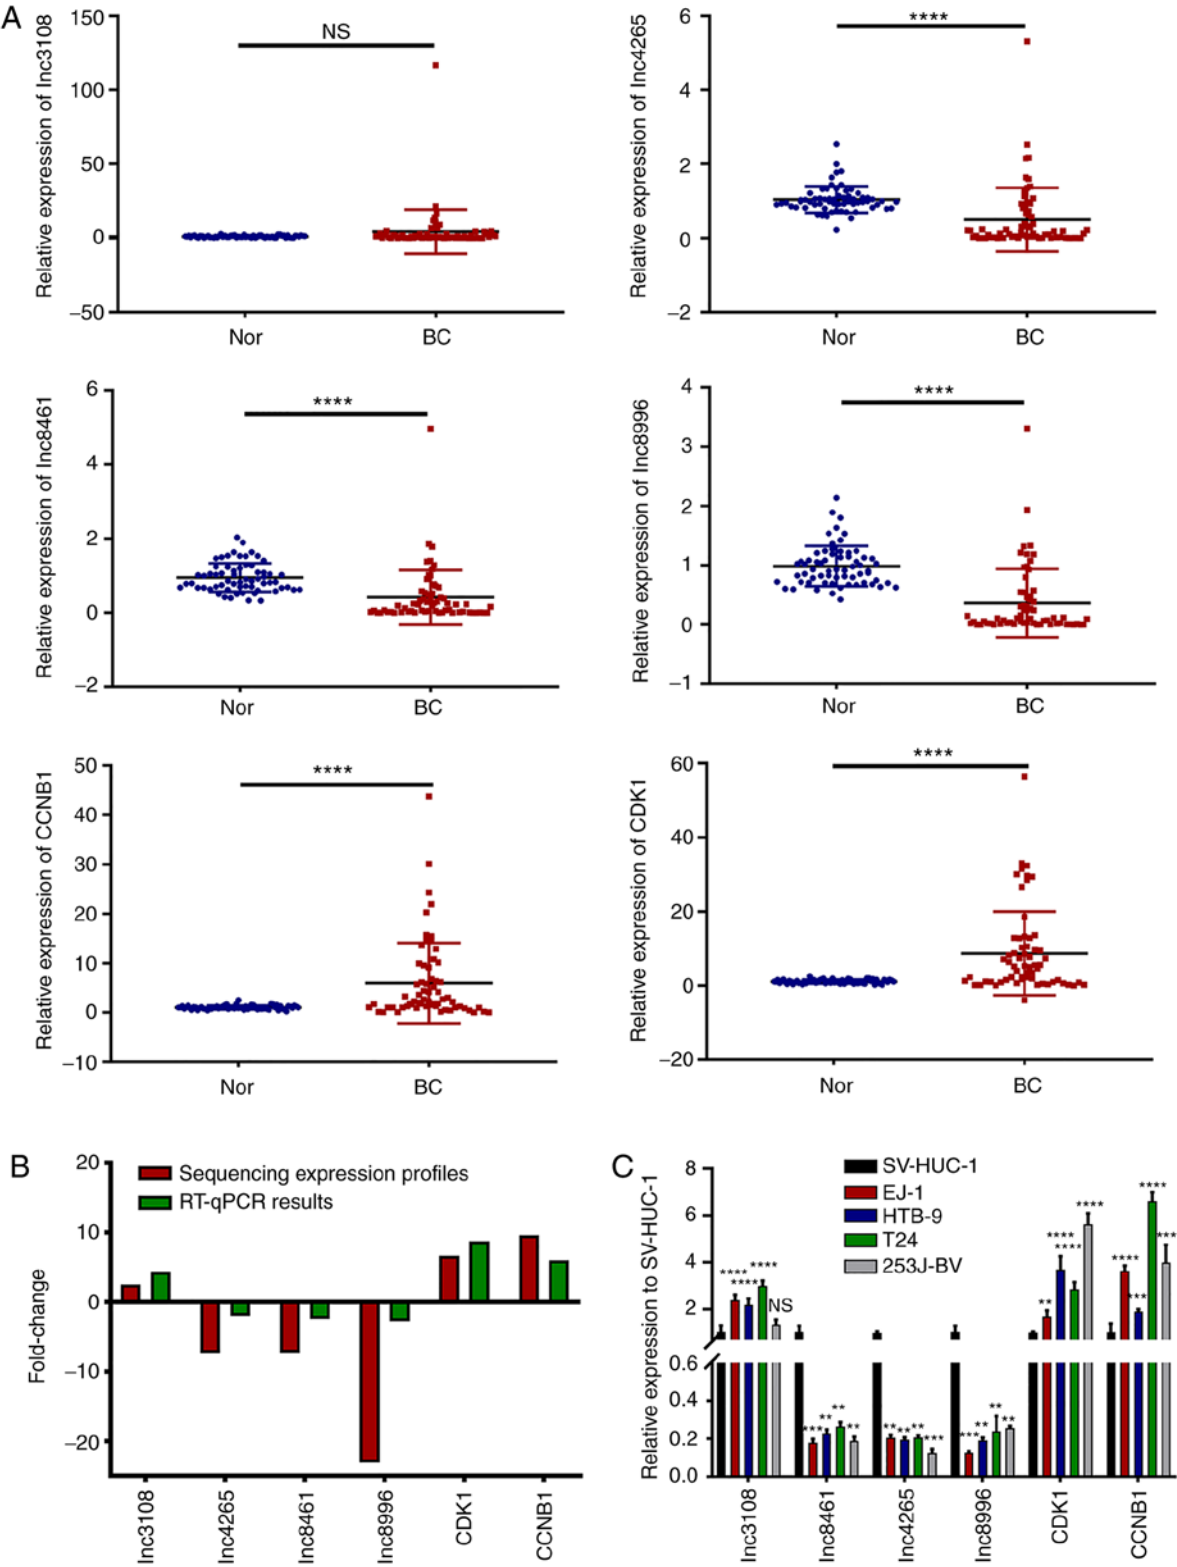 A
Relative expression of lnc3108
150
100
50
0
−50
NS
Nor
BC
Relative expression of lnc4265
6
4
2
0
−2
****
Nor
BC
Relative expression of lnc8461
6
4
2
0
−2
****
Nor
BC
Relative expression of lnc8996
4
3
2
1
0
−1
****
Nor
BC
Relative expression of CCNB1
50
40
30
20
10
0
−10
****
Nor
BC
Relative expression of CDK1
60
40
20
0
−20
****
Nor
BC
B
Fold-change
20
10
0
−10
−20
Sequencing expression profiles
RT-qPCR results
lnc3108
lnc4265
lnc8461
lnc8996
CDK1
CCNB1
C
Relative expression to SV-HUC-1
8
6
4
2
0.6
0.4
0.2
0.0
SV-HUC-1
EJ-1
HTB-9
T24
253J-BV
**** **** **** NS
*** ** ** **
** ** ** ***
*** ** ** **
** **** **** ****
**** *** **** ***
lnc3108
lnc8461
lnc4265
lnc8996
CDK1
CCNB1